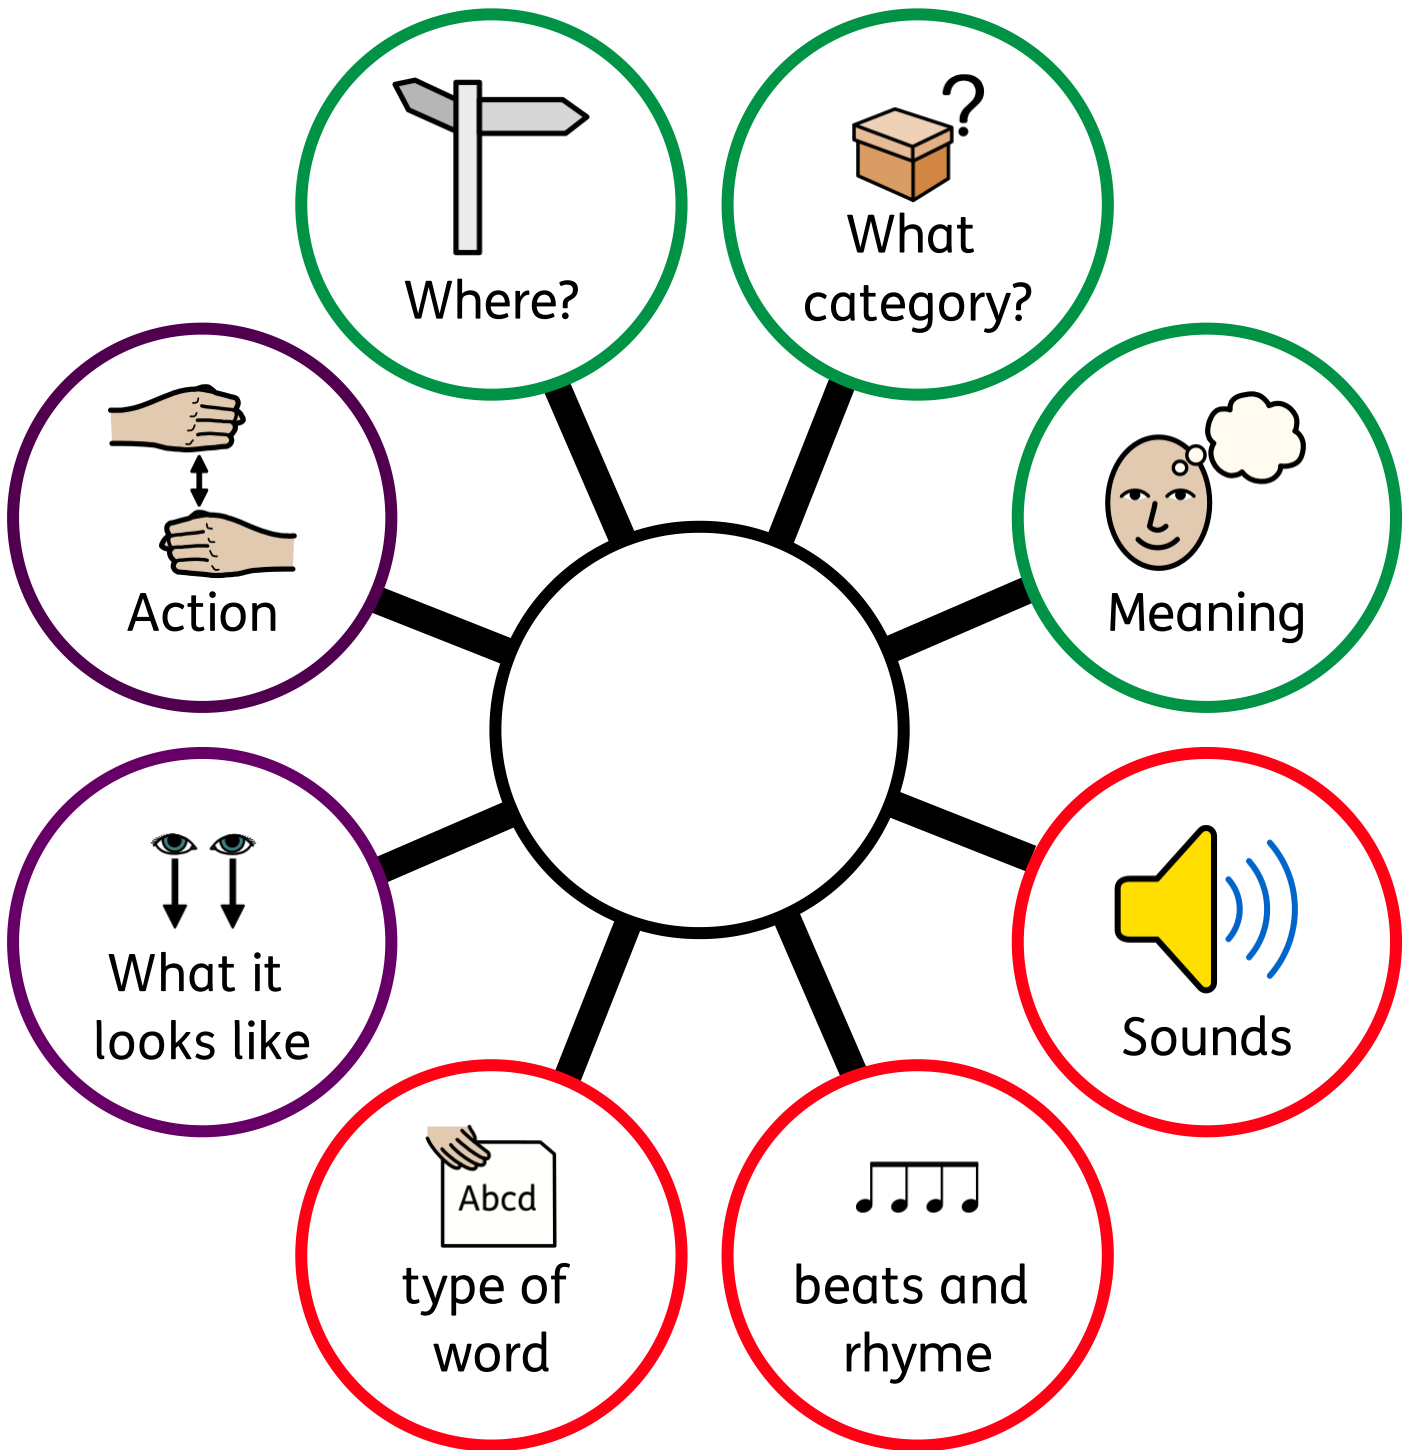 Where?
?
What
category?
Action
Meaning
What it
looks like
Sounds
Abcd
type of
word
beats and
rhyme